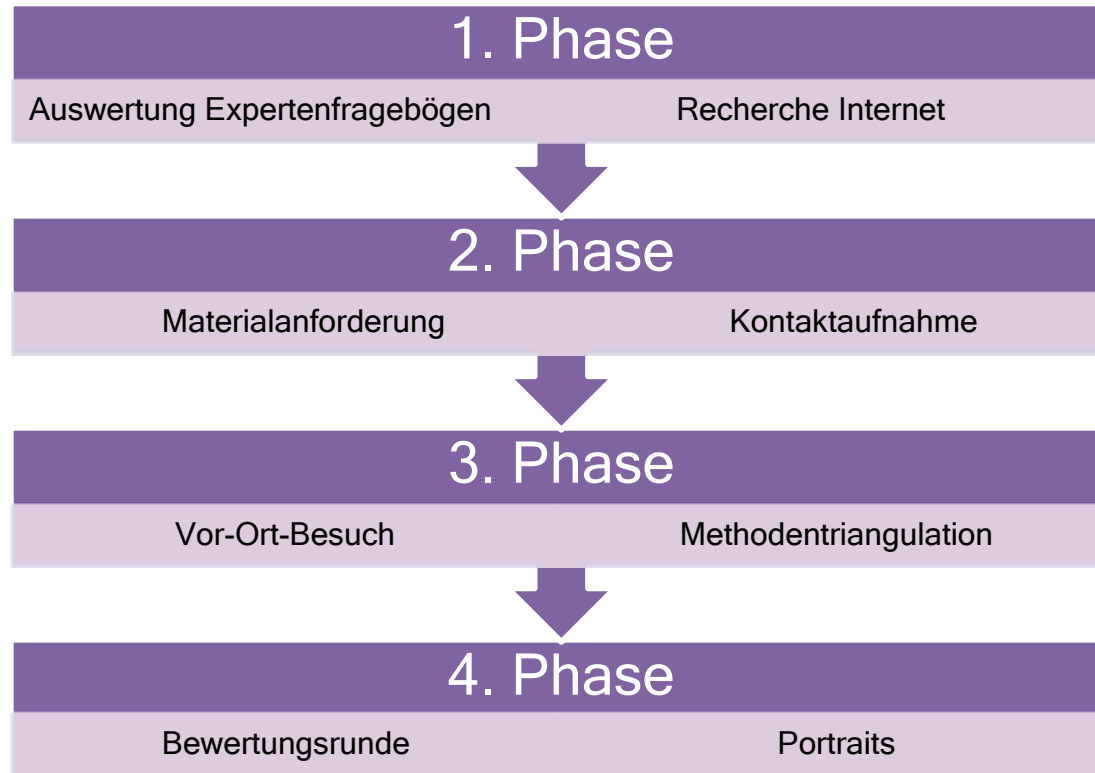 1. Phase
Auswertung Expertenfragebögen Recherche Internet
2. Phase
Materialanforderung Kontaktaufnahme
3. Phase
Vor-Ort-Besuch Methodentriangulation
4. Phase
Bewertungsrunde Portraits